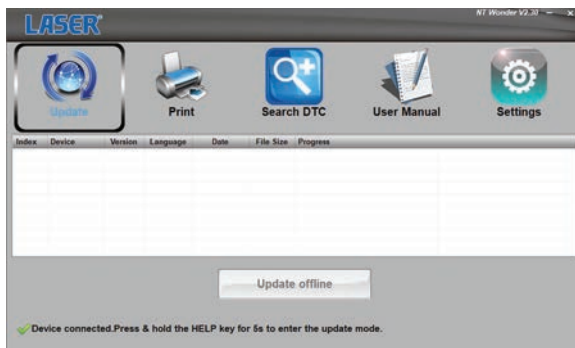 NT Wonder V2.30
LASER
Update Print Search DTC User Manual Settings
Index Device Version Language Date File Size Progress
Update offline
Device connected.Press & hold the HELP key for 5s to enter the update mode.